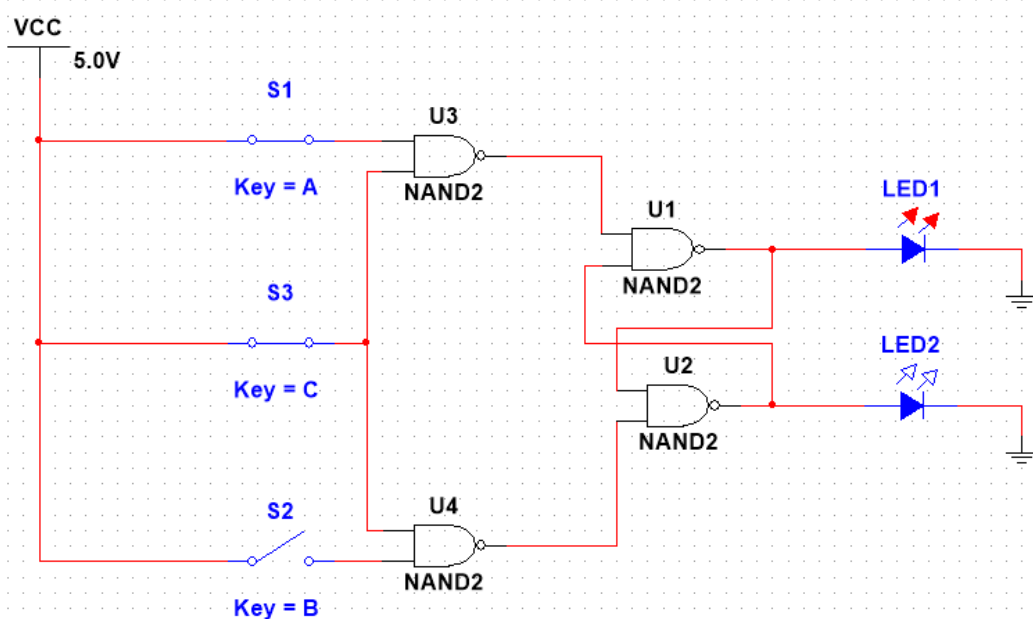 VCC
5.0V
S1
Key = A
U3
NAND2
U1
NAND2
LED1
S3
Key = C
U2
NAND2
LED2
S2
Key = B
U4
NAND2